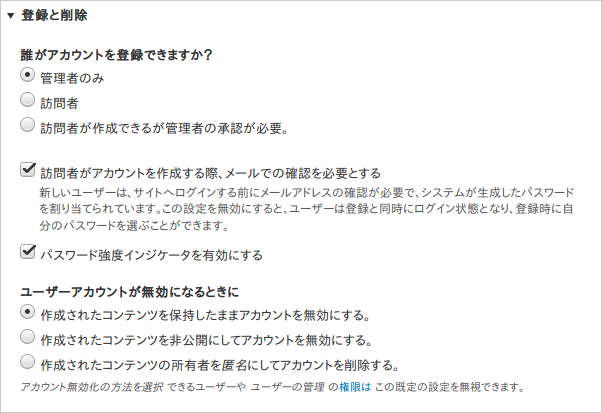 登録と削除
誰がアカウントを登録できますか?
管理者のみ
訪問者
訪問者が作成できるが管理者の承認が必要。
訪問者がアカウントを作成する際、メールでの確認を必要とする
新しいユーザーは、サイトへログインする前にメールアドレスの確認が必要で、システムが生成したパスワード
を割り当てられています。この設定を無効にすると、ユーザーは登録と同時にログイン状態となり、登録時に自
分のパスワードを選ぶことができます。
パスワード強度インジケータを有効にする
ユーザーアカウントが無効になるときに
作成されたコンテンツを保持したままアカウントを無効にする。
作成されたコンテンツを非公開にしてアカウントを無効にする。
作成されたコンテンツの所有者を匿名にしてアカウントを削除する。
アカウント無効化の方法を選択 できるユーザーや ユーザーの管理 の権限は この既定の設定を無視できます。